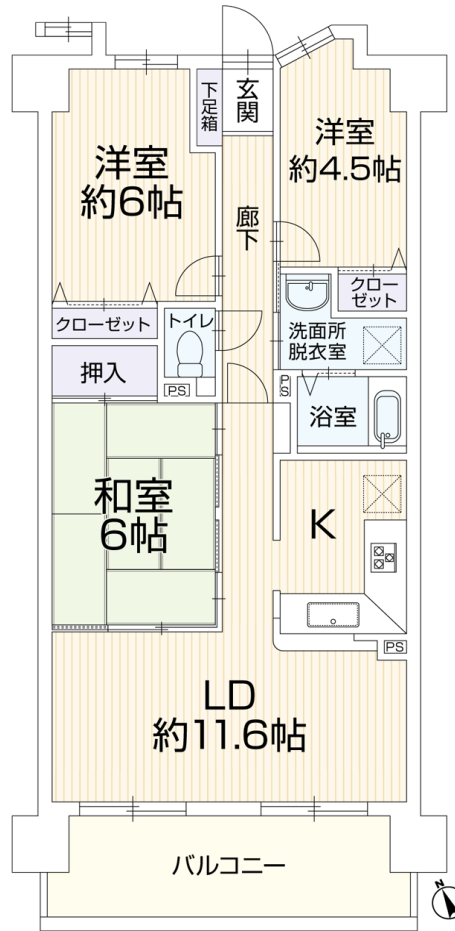 玄関
下足箱
洋室
約6帖
洋室
約4.5帖
廊下
クロー
ゼット
クローゼット
トイレ
洗面所
脱衣室
押入
PS
PS
浴室
和室
6帖
K
PS
LD
約11.6帖
バルコニー
N